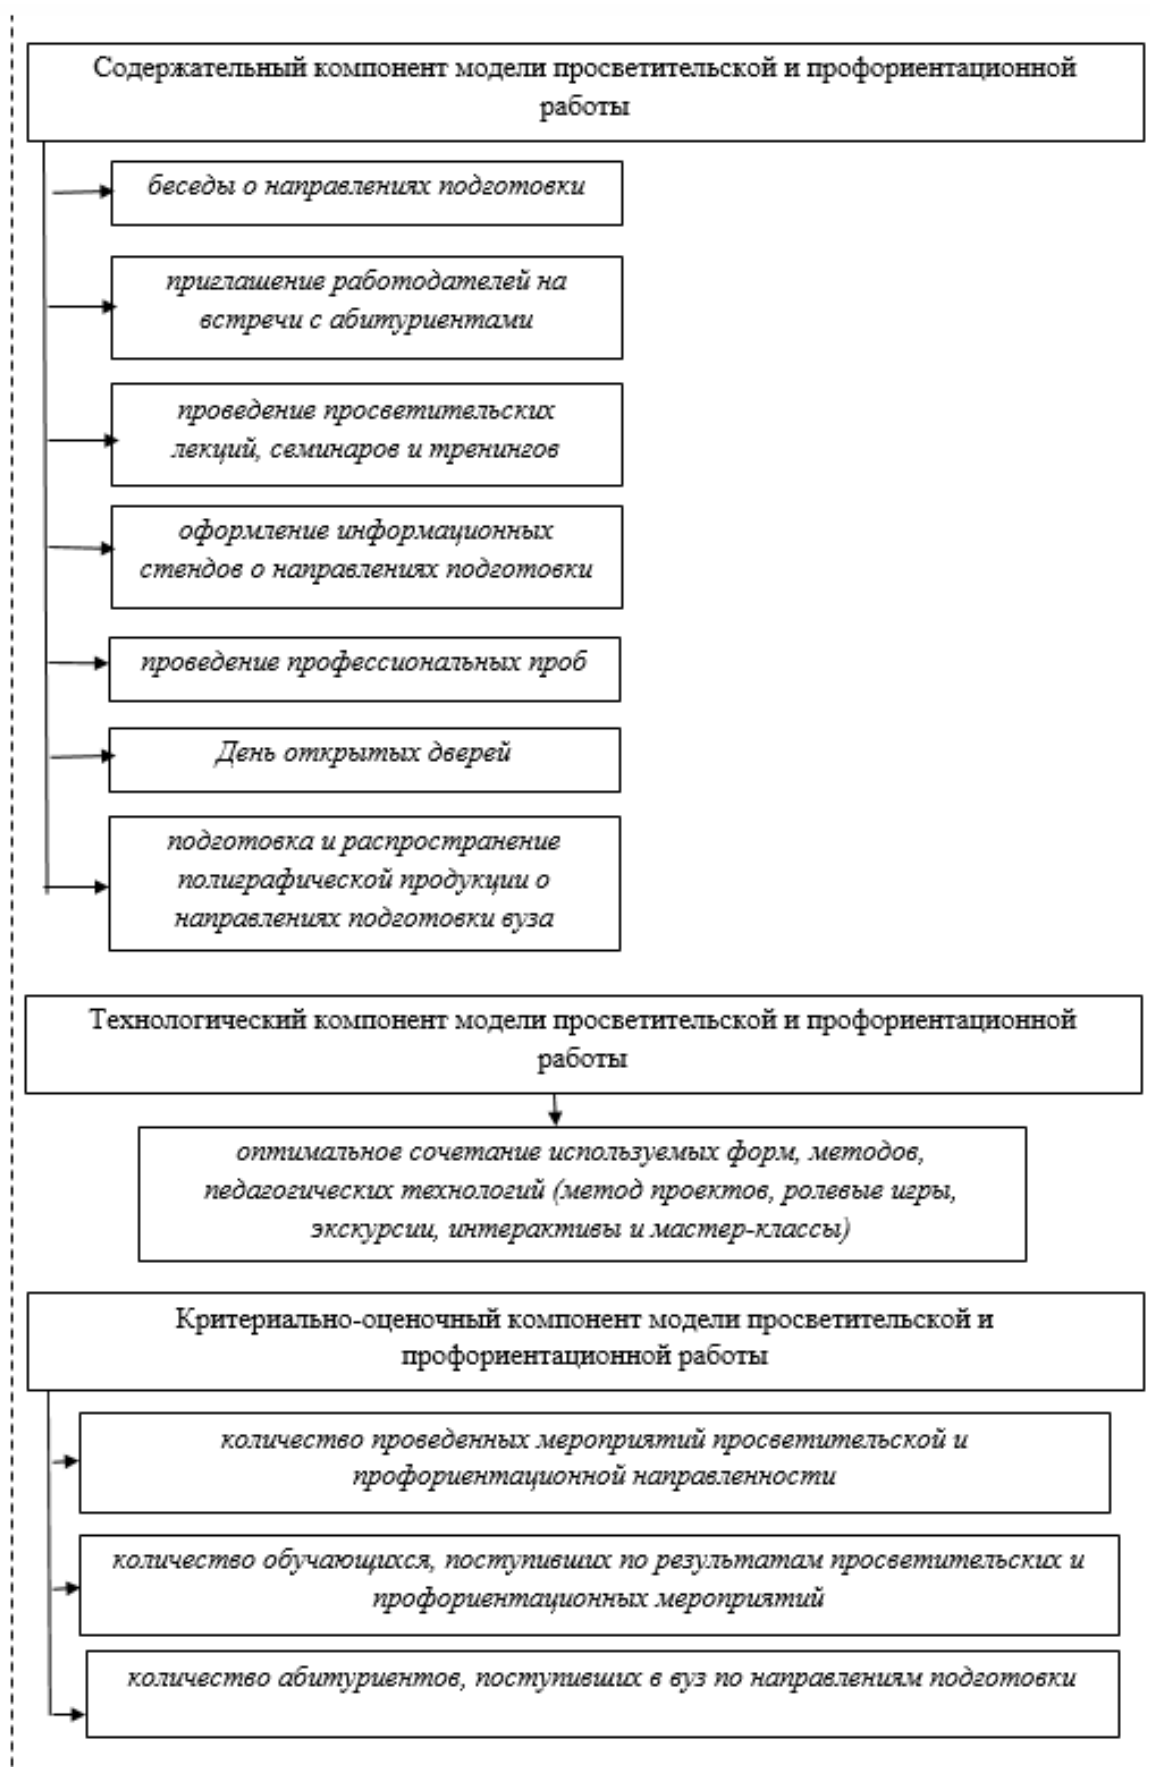 Содержательный компонент модели просветительской и профориентационной
работы
беседы о направлениях подготовки
приглашение работодателей на
встречи с абитуриентами
проведение просветительских
лекций, семинаров и тренингов
оформление информационных
стендов о направлениях подготовки
проведение профессиональных проб
День открытых дверей
подготовка и распространение
полиграфической продукции о
направлениях подготовки вуза
Технологический компонент модели просветительской и профориентационной
работы
оптимальное сочетание используемых форм, методов,
педагогических технологий (метод проектов, ролевые игры,
экскурсии, интерактивы и мастер-классы)
Критериально-оценочный компонент модели просветительской и
профориентационной работы
количество проведенных мероприятий просветительской и
профориентационной направленности
количество обучающихся, поступивших по результатам просветительских и
профориентационных мероприятий
количество абитуриентов, поступивших в вуз по направлениям подготовки